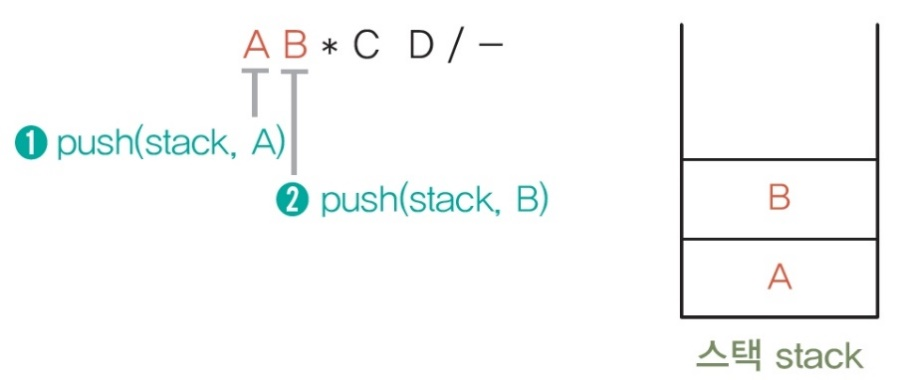 A B * C D / −
❶ push(stack, A)
❷ push(stack, B)
B
A
스택 stack